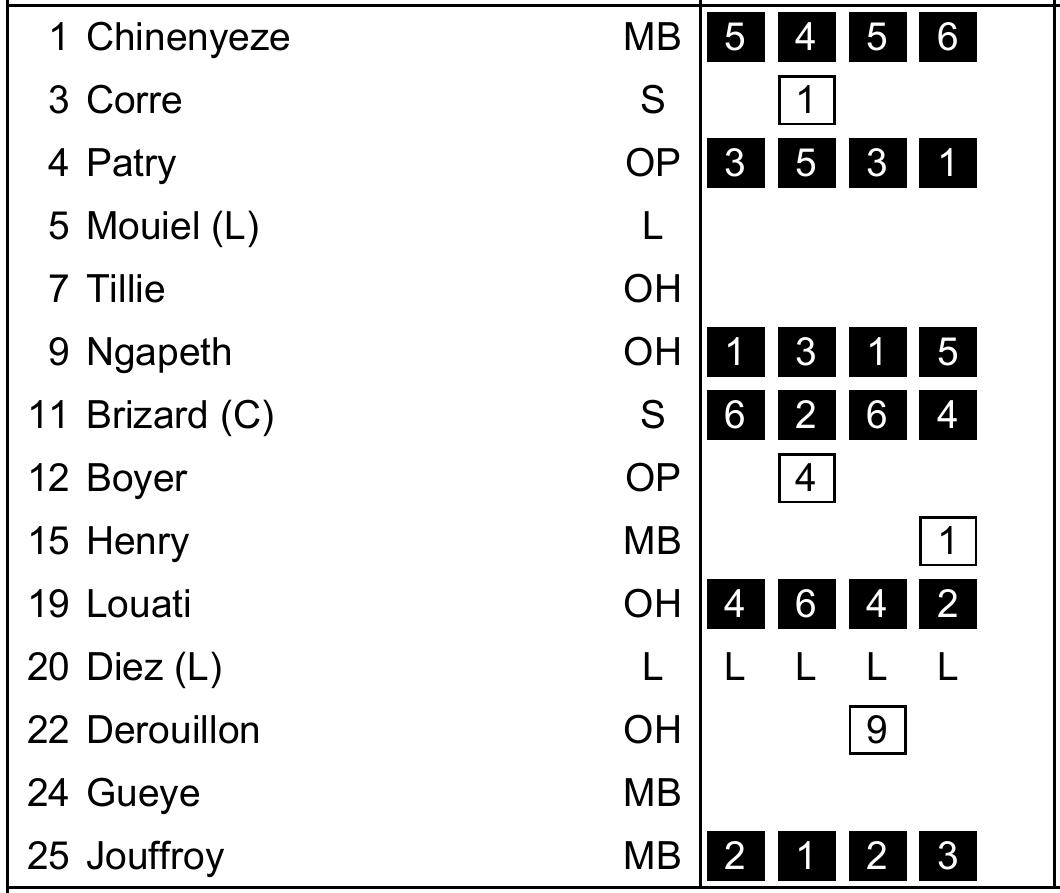 1 Chinenyeze MB 5 4 5 6
3 Corre S 1
4 Patry OP 3 5 3 1
5 Mouiel (L) L
7 Tillie OH
9 Ngapeth OH 1 3 1 5
11 Brizard (C) S 6 2 6 4
12 Boyer OP 4
15 Henry MB 1
19 Louati OH 4 6 4 2
20 Diez (L) L L L L L
22 Derouillon OH 9
24 Gueye MB
25 Jouffroy MB 2 1 2 3